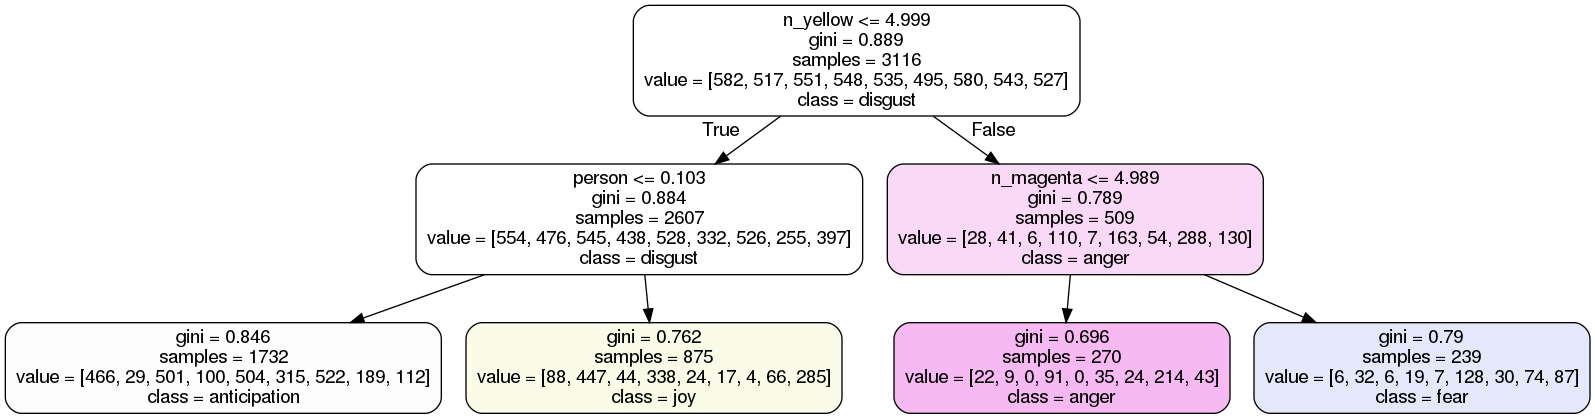 n_yellow <= 4.999
gini = 0.889
samples = 3116
value = [582, 517, 551, 548, 535, 495, 580, 543, 527]
class = disgust
True
False
person <= 0.103
gini = 0.884
samples = 2607
value = [554, 476, 545, 438, 528, 332, 526, 255, 397]
class = disgust
n_magenta <= 4.989
gini = 0.789
samples = 509
value = [28, 41, 6, 110, 7, 163, 54, 288, 130]
class = anger
gini = 0.846
samples = 1732
value = [466, 29, 501, 100, 504, 315, 522, 189, 112]
class = anticipation
gini = 0.762
samples = 875
value = [88, 447, 44, 338, 24, 17, 4, 66, 285]
class = joy
gini = 0.696
samples = 270
value = [22, 9, 0, 91, 0, 35, 24, 214, 43]
class = anger
gini = 0.79
samples = 239
value = [6, 32, 6, 19, 7, 128, 30, 74, 87]
class = fear